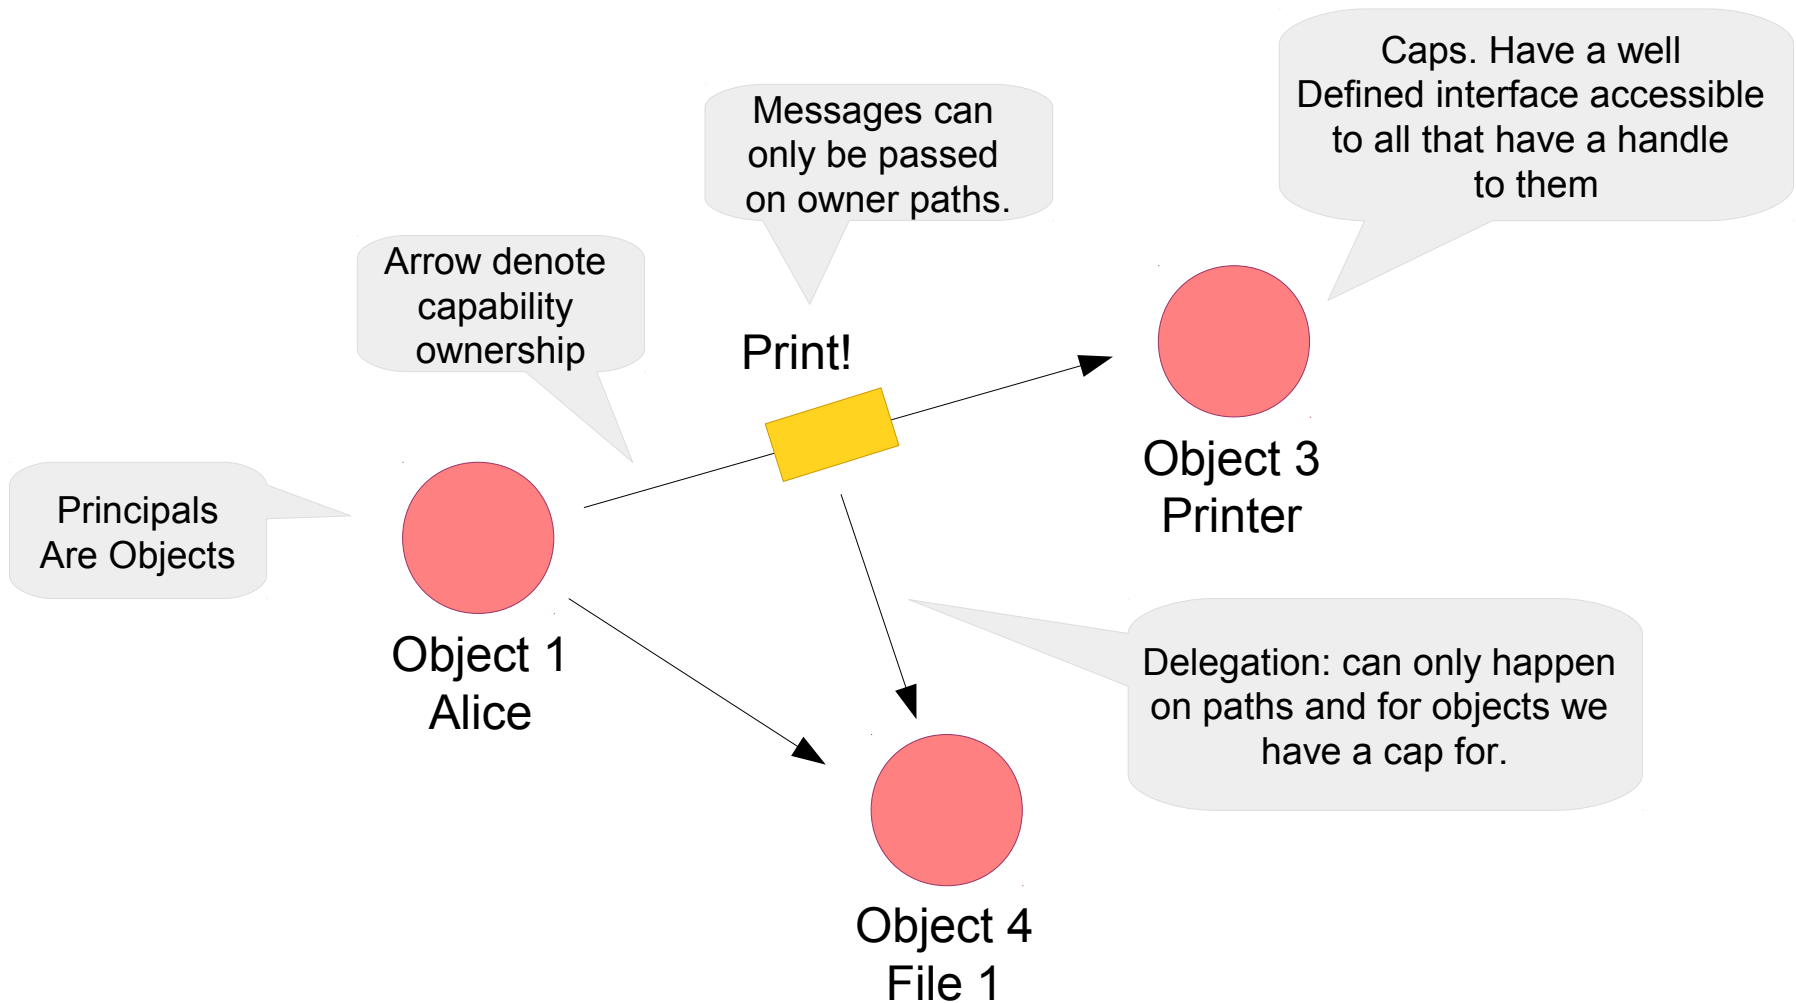 Caps. Have a well
Defined interface accessible
to all that have a handle
to them
Messages can
only be passed
on owner paths.
Arrow denote
capability
ownership
Print!
Object 3
Printer
Principals
Are Objects
Object 1
Alice
Delegation: can only happen
on paths and for objects we
have a cap for.
Object 4
File 1